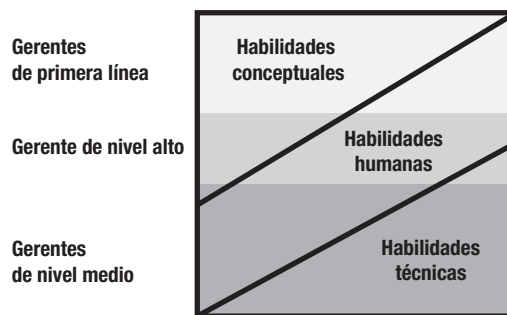 Gerentes
de primera línea
Habilidades
conceptuales
Gerente de nivel alto
Habilidades
humanas
Gerentes
de nivel medio
Habilidades
técnicas